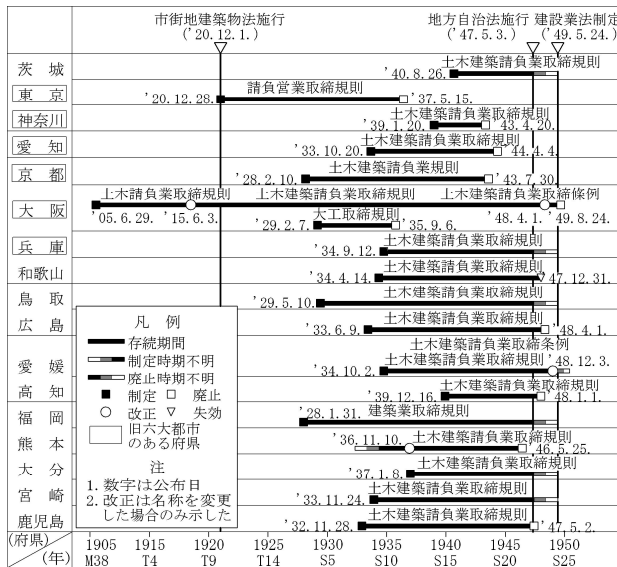 市街地建築物法施行
('20.12.1.)
地方自治法施行
('47.5.3.)
建設業法制定
('49.5.24.)
茨城
土木建築請負業取締規則
'40.8.26.
東京
請負営業取締規則
'20.12.28.
'37.5.15.
神奈川
土木建築請負業取締規則
'39.1.20.
'43.4.20.
愛知
土木建築請負業取締規則
'33.10.20.
'44.4.4.
京都
土木建築請負業規則
'28.2.10.
'43.7.30.
大阪
土木請負業取締規則
土木建築請負業取締規則
土木建築請負業取締條例
'05.6.29.
'15.6.3.
'48.4.1.
'49.8.24.
大工取締規則
'29.2.7.
'35.9.6.
兵庫
土木建築請負業取締規則
'34.9.12.
和歌山
土木建築請負業取締規則
'34.4.14.
'47.12.31.
鳥取
土木建築請負業取締規則
'29.5.10.
広島
土木建築請負業取締規則
'33.6.9.
'48.4.1.
愛媛
土木建築請負業取締条例
土木建築請負業取締規則
'34.10.2.
'48.12.3.
高知
土木建築請負業取締規則
'39.12.16.
'48.1.1.
福岡
建築業取締規則
'28.1.31.
熊本
'36.11.10.
土木建築請負業取締規則
'46.5.25.
大分
土木建築請負業取締規則
'37.1.8.
宮崎
土木建築請負業取締規則
'33.11.24.
鹿児島
土木建築請負業取締規則
'32.11.28.
'47.5.2.
凡例
存続期間
制定時期不明
廃止時期不明
制定 廃止
改正 失効
旧六大都市
のある府県
注
1. 数字は公布日
2. 改正は名称を変更
した場合のみ示した
(府県)
(年)
1905 1915 1920 1925 1930 1935 1940 1945 1950
M38 T4 T9 T14 S5 S10 S15 S20 S25